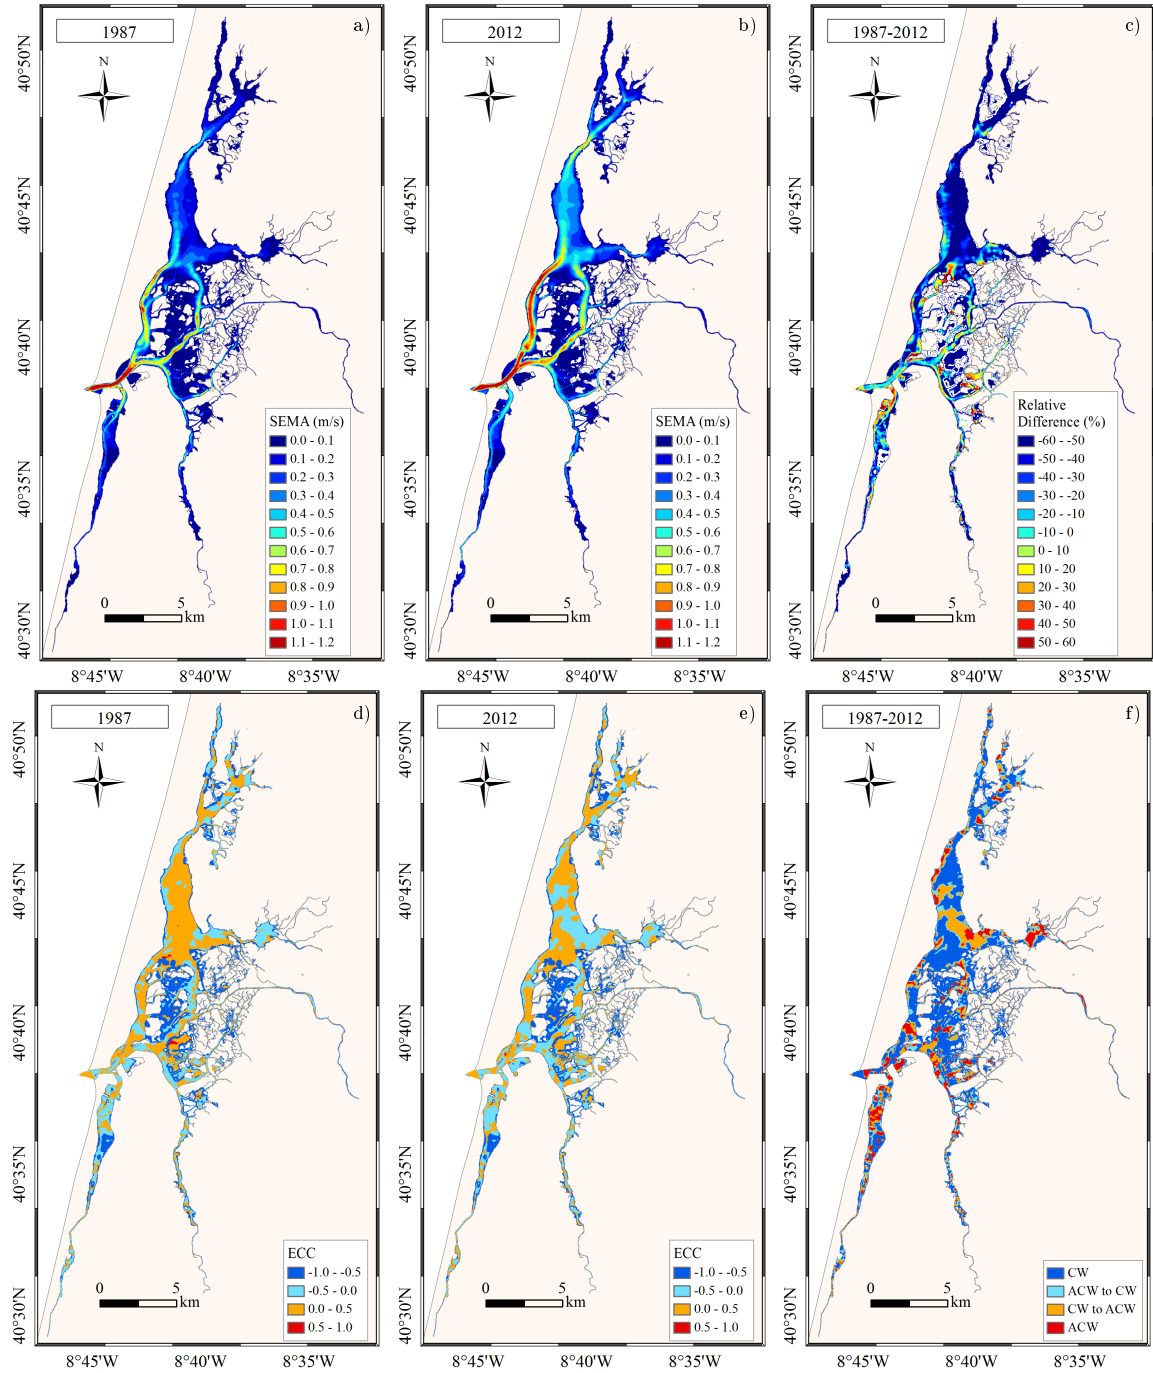 1987
a)
N
40°50'N
40°45'N
40°40'N
40°35'N
40°30'N
SEMA (m/s)
0.0 - 0.1
0.1 - 0.2
0.2 - 0.3
0.3 - 0.4
0.4 - 0.5
0.5 - 0.6
0.6 - 0.7
0.7 - 0.8
0.8 - 0.9
0.9 - 1.0
1.0 - 1.1
1.1 - 1.2
0 5
km
8°45'W 8°40'W 8°35'W
2012
b)
N
40°50'N
40°45'N
40°40'N
40°35'N
40°30'N
SEMA (m/s)
0.0 - 0.1
0.1 - 0.2
0.2 - 0.3
0.3 - 0.4
0.4 - 0.5
0.5 - 0.6
0.6 - 0.7
0.7 - 0.8
0.8 - 0.9
0.9 - 1.0
1.0 - 1.1
1.1 - 1.2
0 5
km
8°45'W 8°40'W 8°35'W
1987-2012
c)
N
40°50'N
40°45'N
40°40'N
40°35'N
40°30'N
Relative
Difference (%)
-60 - -50
-50 - -40
-40 - -30
-30 - -20
-20 - -10
-10 - 0
0 - 10
10 - 20
20 - 30
30 - 40
40 - 50
50 - 60
0 5
km
8°45'W 8°40'W 8°35'W
1987
d)
N
40°50'N
40°45'N
40°40'N
40°35'N
40°30'N
ECC
-1.0 - -0.5
-0.5 - 0.0
0.0 - 0.5
0.5 - 1.0
0 5
km
8°45'W 8°40'W 8°35'W
2012
e)
N
40°50'N
40°45'N
40°40'N
40°35'N
40°30'N
ECC
-1.0 - -0.5
-0.5 - 0.0
0.0 - 0.5
0.5 - 1.0
0 5
km
8°45'W 8°40'W 8°35'W
1987-2012
f)
N
40°50'N
40°45'N
40°40'N
40°35'N
40°30'N
CW
ACW to CW
CW to ACW
ACW
0 5
km
8°45'W 8°40'W 8°35'W